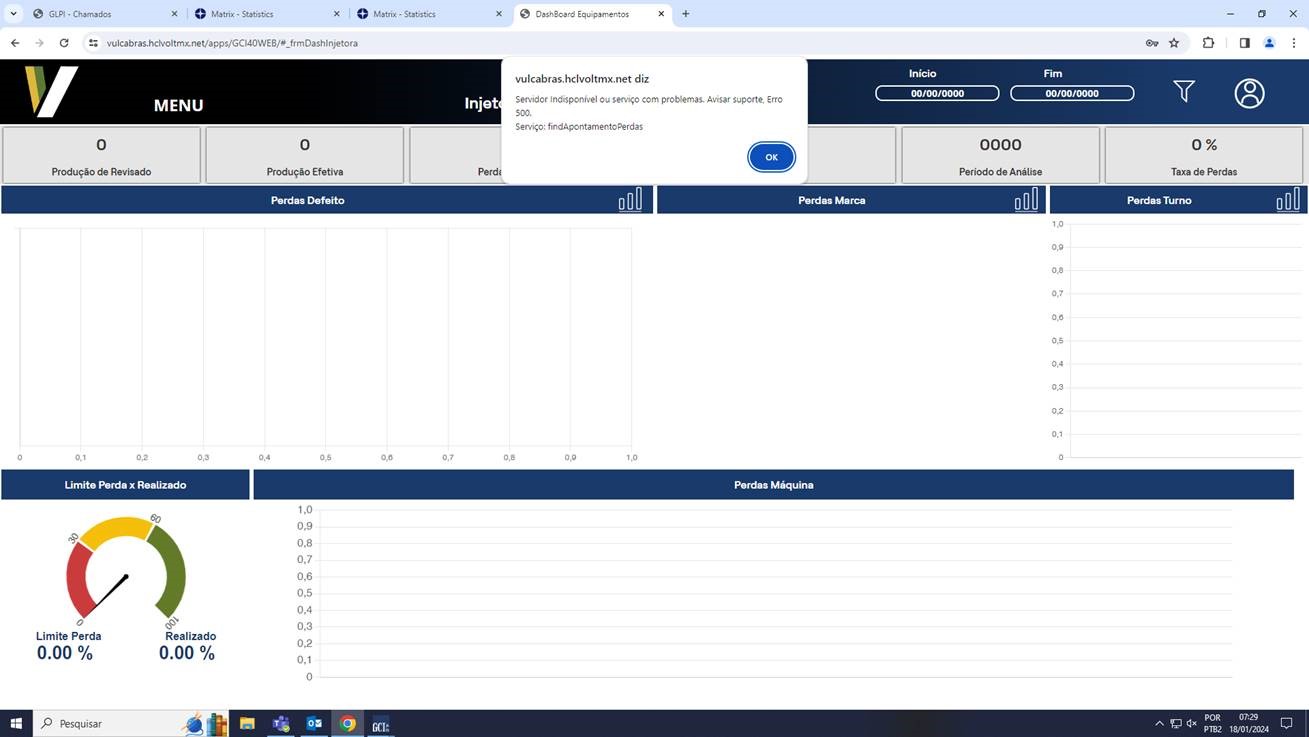 GLPI - Chamados
Matrix - Statistics
Matrix - Statistics
DashBoard Equipamentos
vulcabras.hclvoltmx.net/apps/GCI40WEB/#_frmDashInjetora
vulcabras.hclvoltmx.net diz
Servidor Indisponível ou serviço com problemas. Avisar suporte, Erro
500.
Serviço: findApontamentoPerdas
OK
MENU
Início
Fim
00/00/0000
00/00/0000
0
Produção de Revisado
0
Produção Efetiva
0000
Período de Análise
0 %
Taxa de Perdas
Perdas Defeito
Perdas Marca
Perdas Turno
0 0,1 0,2 0,3 0,4 0,5 0,6 0,7 0,8 0,9 1,0
1,0
0,9
0,8
0,7
0,6
0,5
0,4
0,3
0,2
0,1
0
Limite Perda x Realizado
Perdas Máquina
0
30
60
100
Limite Perda
0.00 %
Realizado
0.00 %
1,0
0,9
0,8
0,7
0,6
0,5
0,4
0,3
0,2
0,1
0
Pesquisar
GCI
POR
PTB2
07:29
18/01/2024